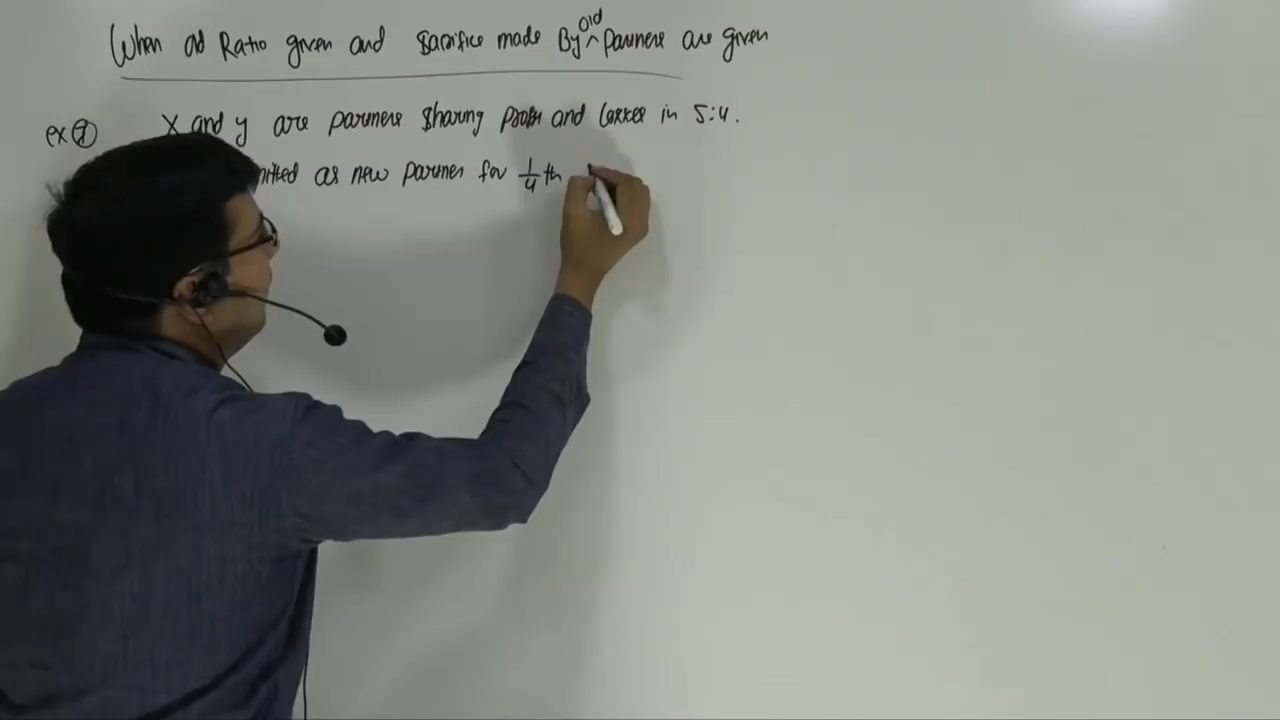 When old Ratio given and sacrifice made By ^ old partners are given
ex 7 X and y are partners sharing profit and losses in 5:4.
mitted as new partner for 1/4 th